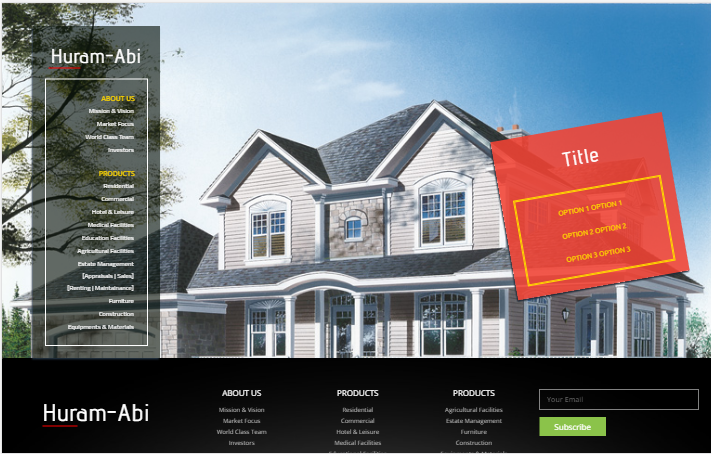 Huram-Abi
ABOUT US
Mission & Vision
Market Focus
World Class Team
Investors
PRODUCTS
Residential
Commercial
Hotel & Leisure
Medical Facilities
Education Facilities
Agricultural Facilities
Estate Management
[Appraisals | Sales]
[Renting | Maintainance]
Furniture
Construction
Equipments & Materials
Title
OPTION 1 OPTION 1
OPTION 2 OPTION 2
OPTION 3 OPTION 3
Huram-Abi
ABOUT US
Mission & Vision
Market Focus
World Class Team
Investors
PRODUCTS
Residential
Commercial
Hotel & Leisure
Medical Facilities
PRODUCTS
Agricultural Facilities
Estate Management
Furniture
Construction
Your Email
Subscribe